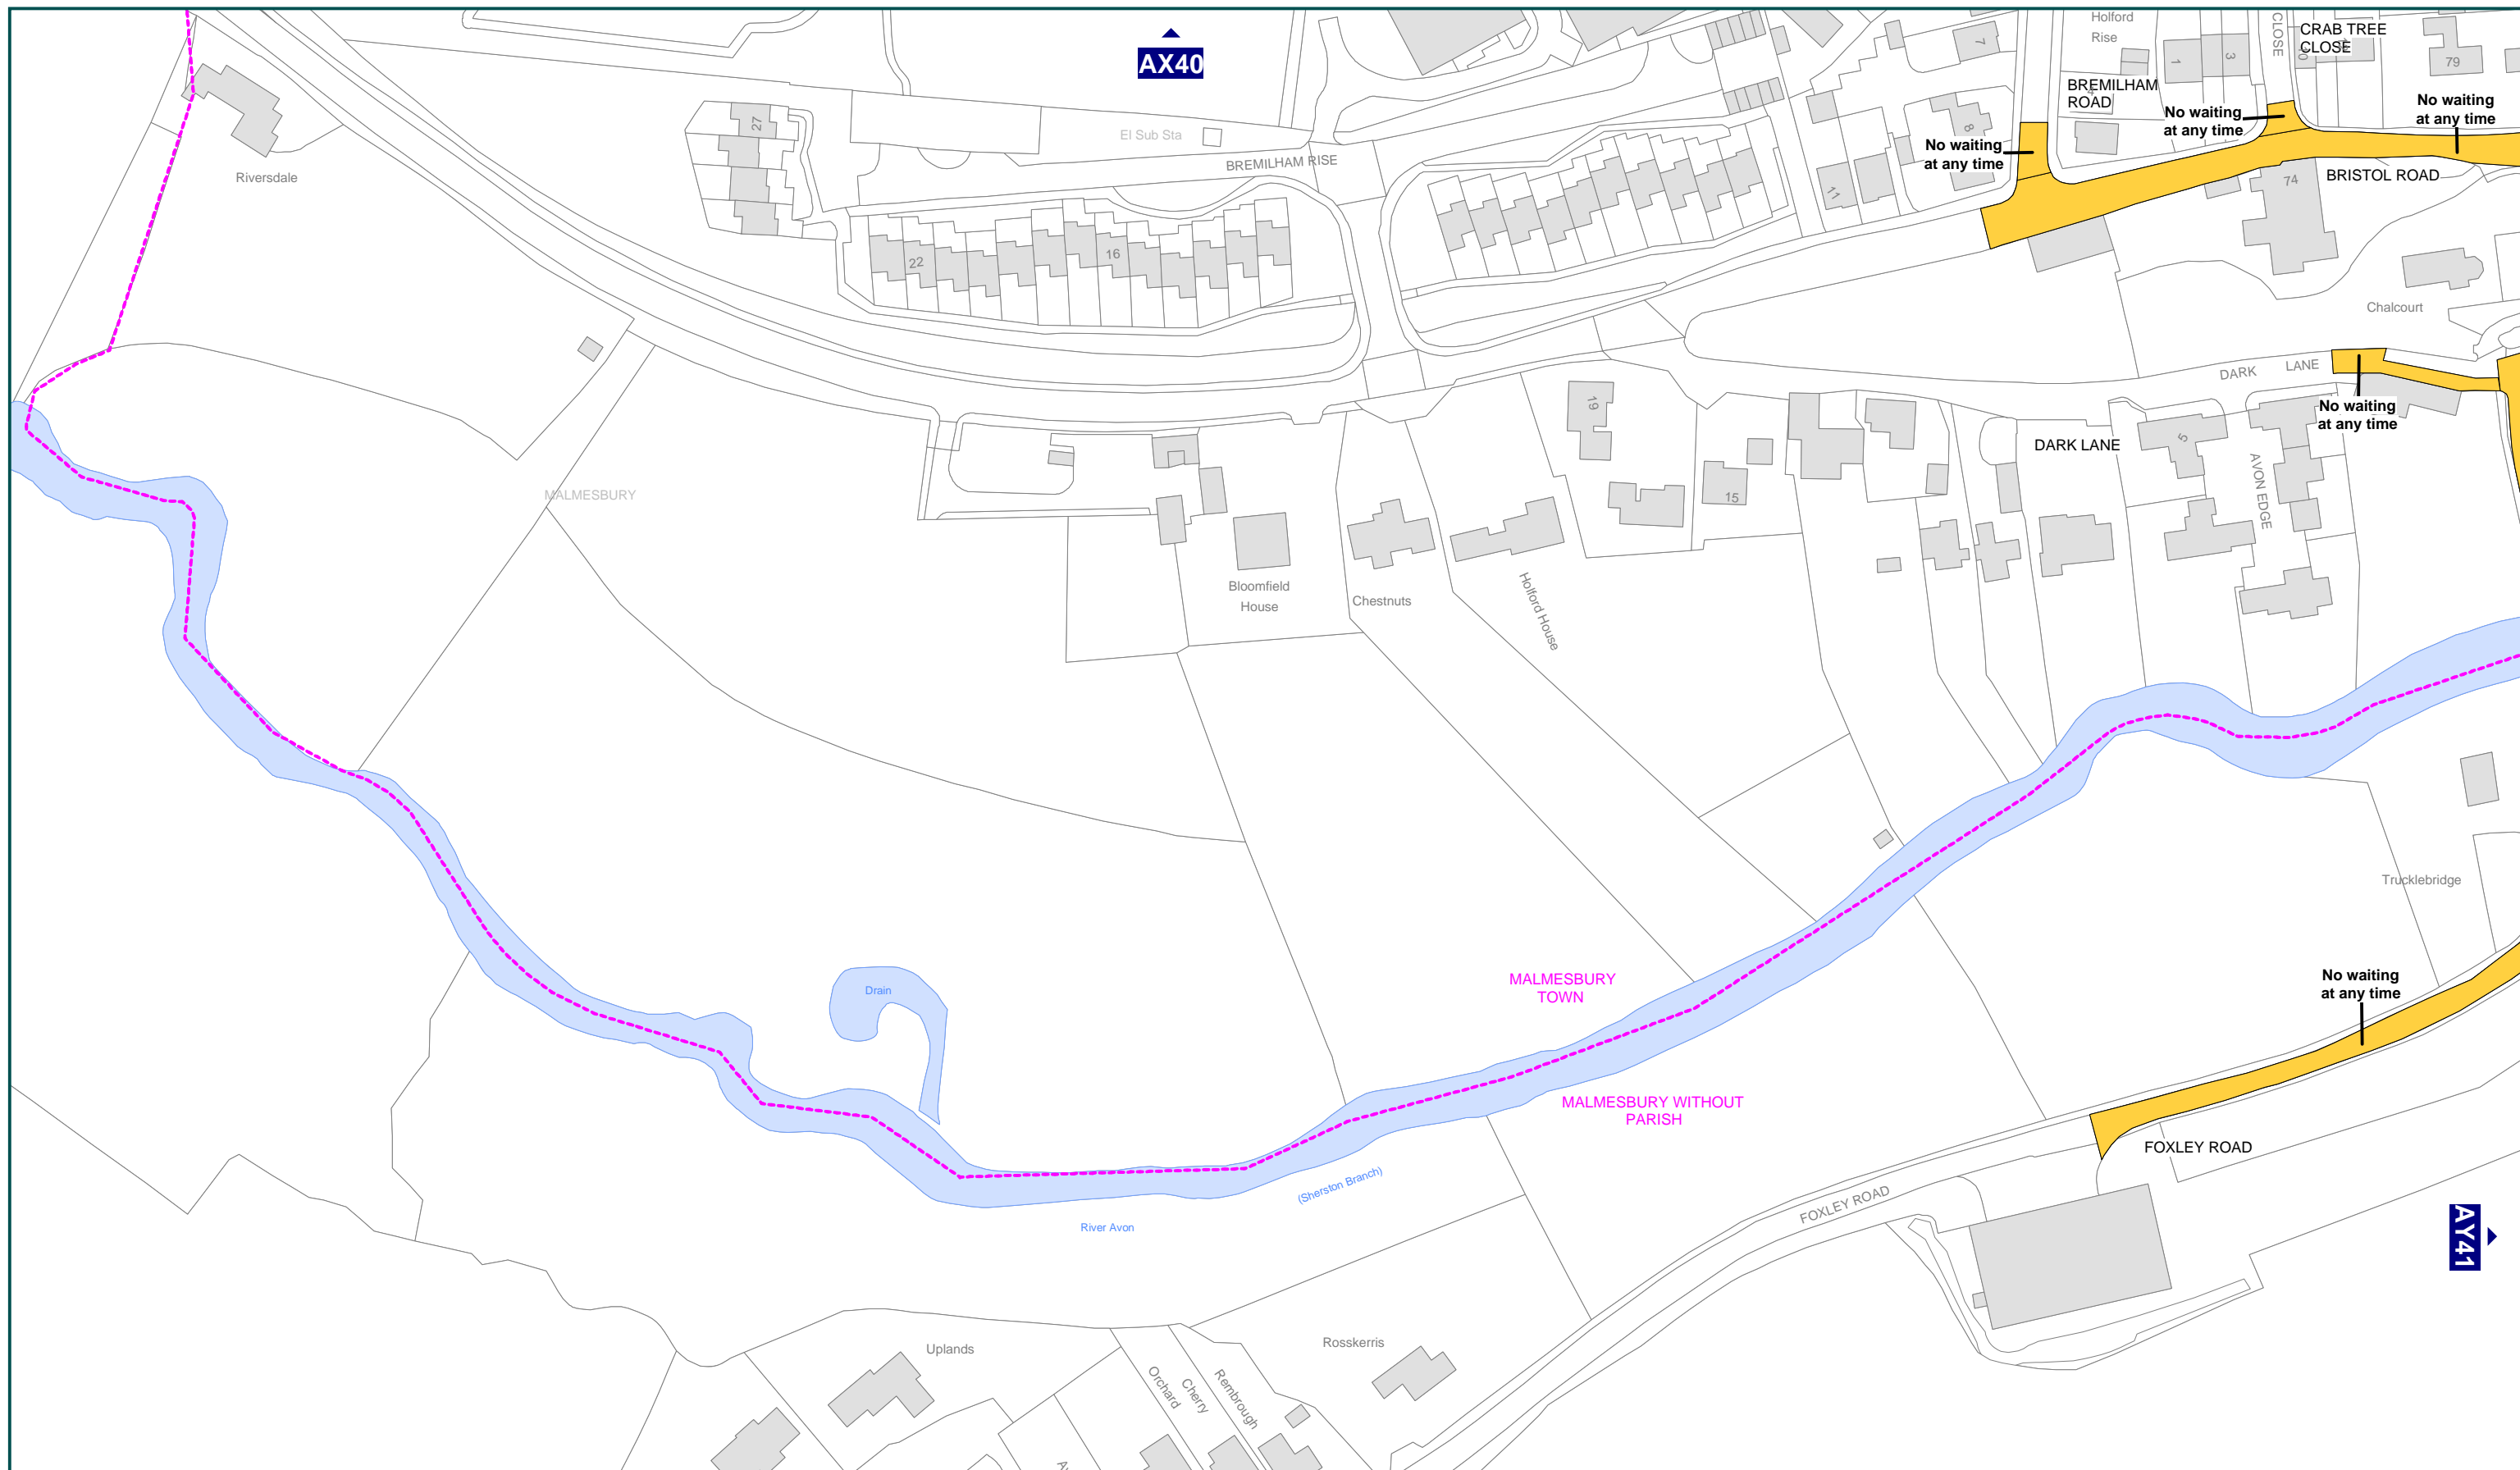 AX40
Holford
Rise
CLOSE
CRAB TREE
CLOSE
7
1
3
79
BREMILHAM
ROAD
4
No waiting
at any time
No waiting
at any time
No waiting
at any time
27
El Sub Sta
BREMILHAM RISE
8
11
74
BRISTOL ROAD
Riversdale
22
16
Chalcourt
DARK LANE
19
No waiting
at any time
DARK LANE
5
AVON EDGE
15
MALMESBURY
Bloomfield
House
Chestnuts
Holford House
Trucklebridge
Drain
MALMESBURY
TOWN
No waiting
at any time
MALMESBURY WITHOUT
PARISH
FOXLEY ROAD
(Sherston Branch)
FOXLEY ROAD
River Avon
AY41
Uplands
Rosskerris
Orchard
Cherry
Rembrough